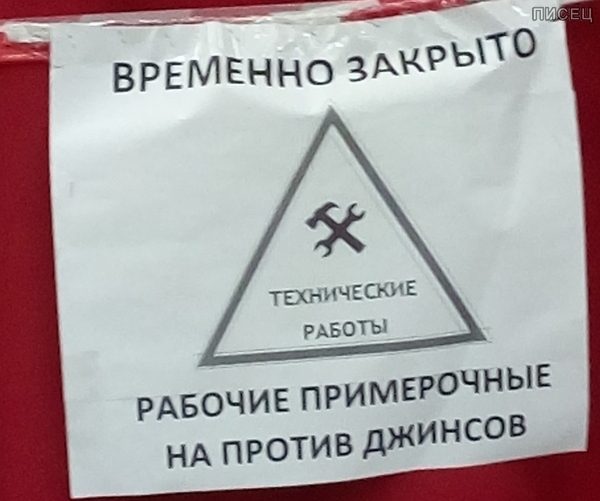 ПИСЕЦ
ВРЕМЕННО ЗАКРЫТО
ТЕХНИЧЕСКИЕ
РАБОТЫ
РАБОЧИЕ ПРИМЕРОЧНЫЕ
НА ПРОТИВ ДЖИНСОВ